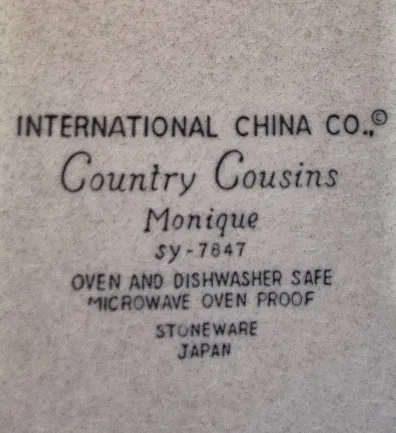 INTERNATIONAL CHINA CO.,©
Country Cousins
Monique
SY-7847
OVEN AND DISHWASHER SAFE
MICROWAVE OVEN PROOF
STONEWARE
JAPAN